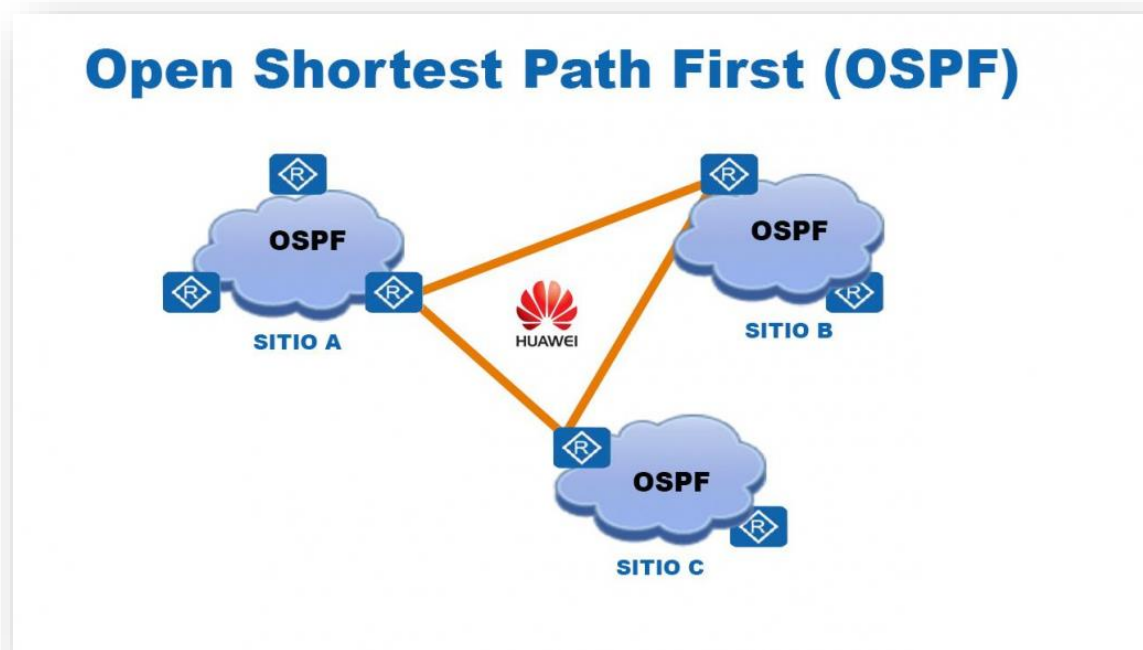 Open Shortest Path First (OSPF)
R
R
OSPF
OSPF
R
R
R
SITIO A
HUAWEI
SITIO B
R
OSPF
R
SITIO C